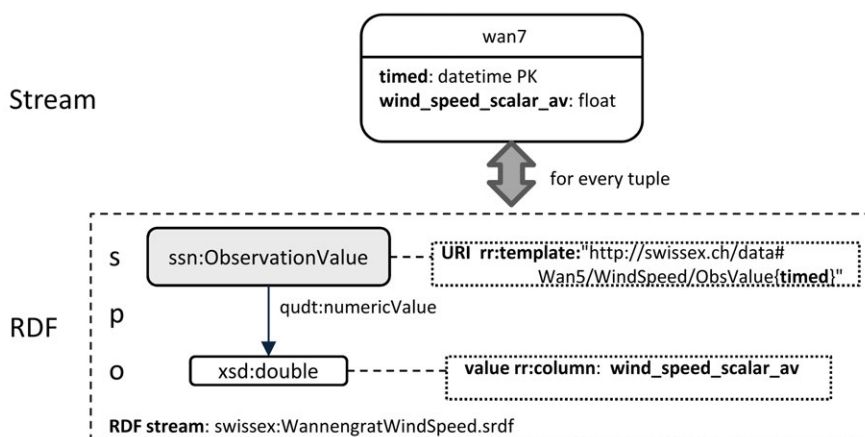 wan7
timed: datetime PK
wind_speed_scalar_av: float
Stream
for every tuple
s
ssn:ObservationValue
URI rr:template:"http://swissex.ch/data#
Wan5/WindSpeed/ObsValue{timed}"
p
qudt:numericValue
RDF
o
xsd:double
value rr:column: wind_speed_scalar_av
RDF stream: swissex:WannengratWindSpeed.srdf